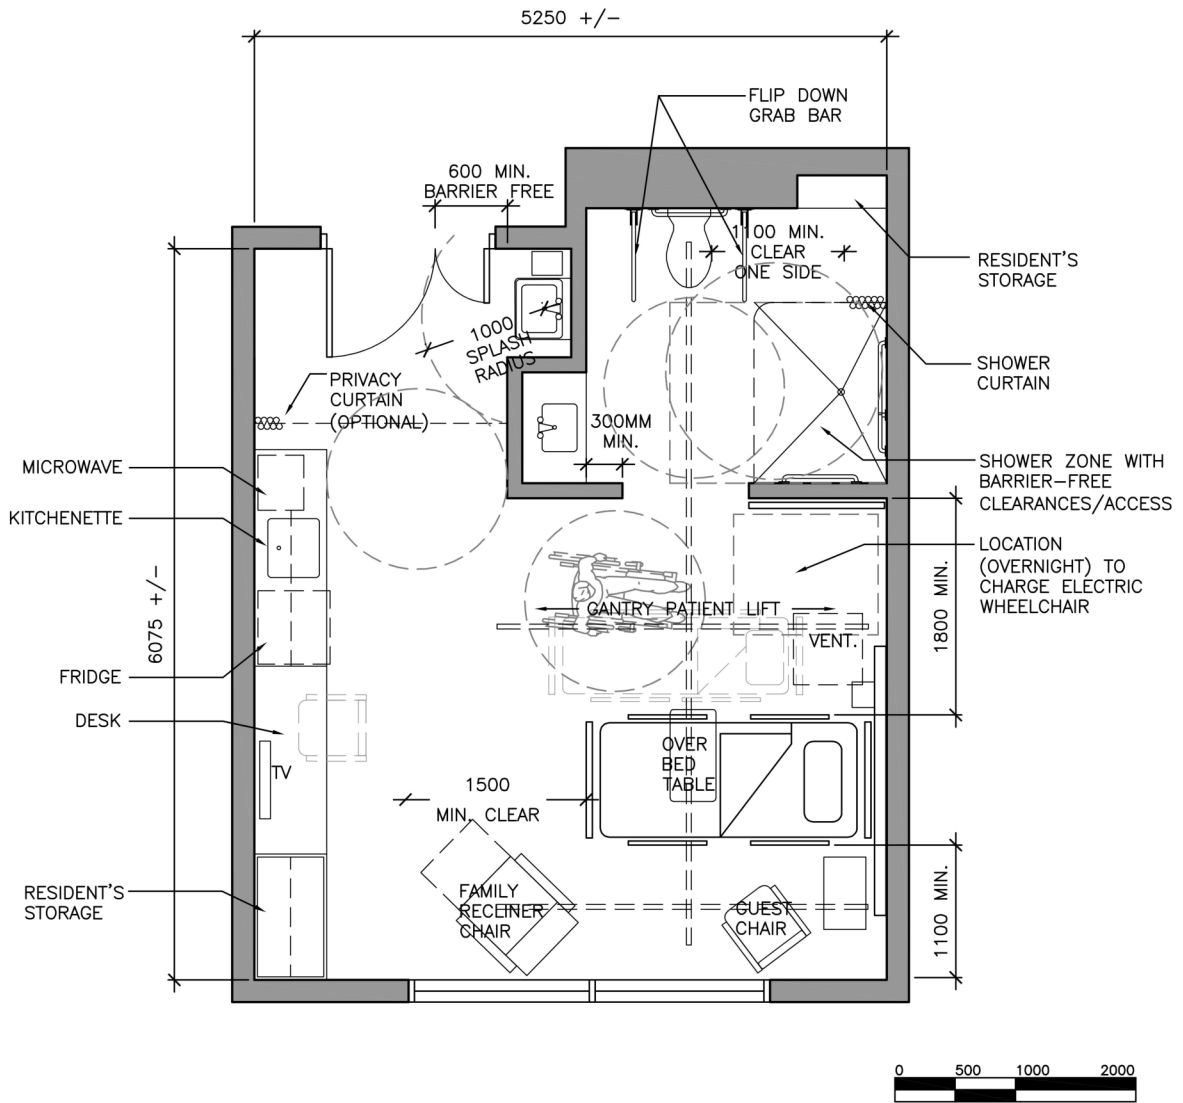 5250 +/-
FLIP DOWN
GRAB BAR
600 MIN.
BARRIER FREE
1100 MIN.
CLEAR
ONE SIDE
RESIDENT'S
STORAGE
1000
SPLASH
RADIUS
SHOWER
CURTAIN
PRIVACY
CURTAIN
(OPTIONAL)
300MM
MIN.
MICROWAVE
SHOWER ZONE WITH
BARRIER-FREE
CLEARANCES/ACCESS
KITCHENETTE
LOCATION
(OVERNIGHT) TO
CHARGE ELECTRIC
WHEELCHAIR
6075 +/-
GANTRY PATIENT LIFT
1800 MIN.
VENT.
FRIDGE
DESK
TV
OVER
BED
TABLE
1500
MIN. CLEAR
RESIDENT'S
STORAGE
FAMILY
RECLINER
CHAIR
GUEST
CHAIR
1100 MIN.
0 500 1000 2000